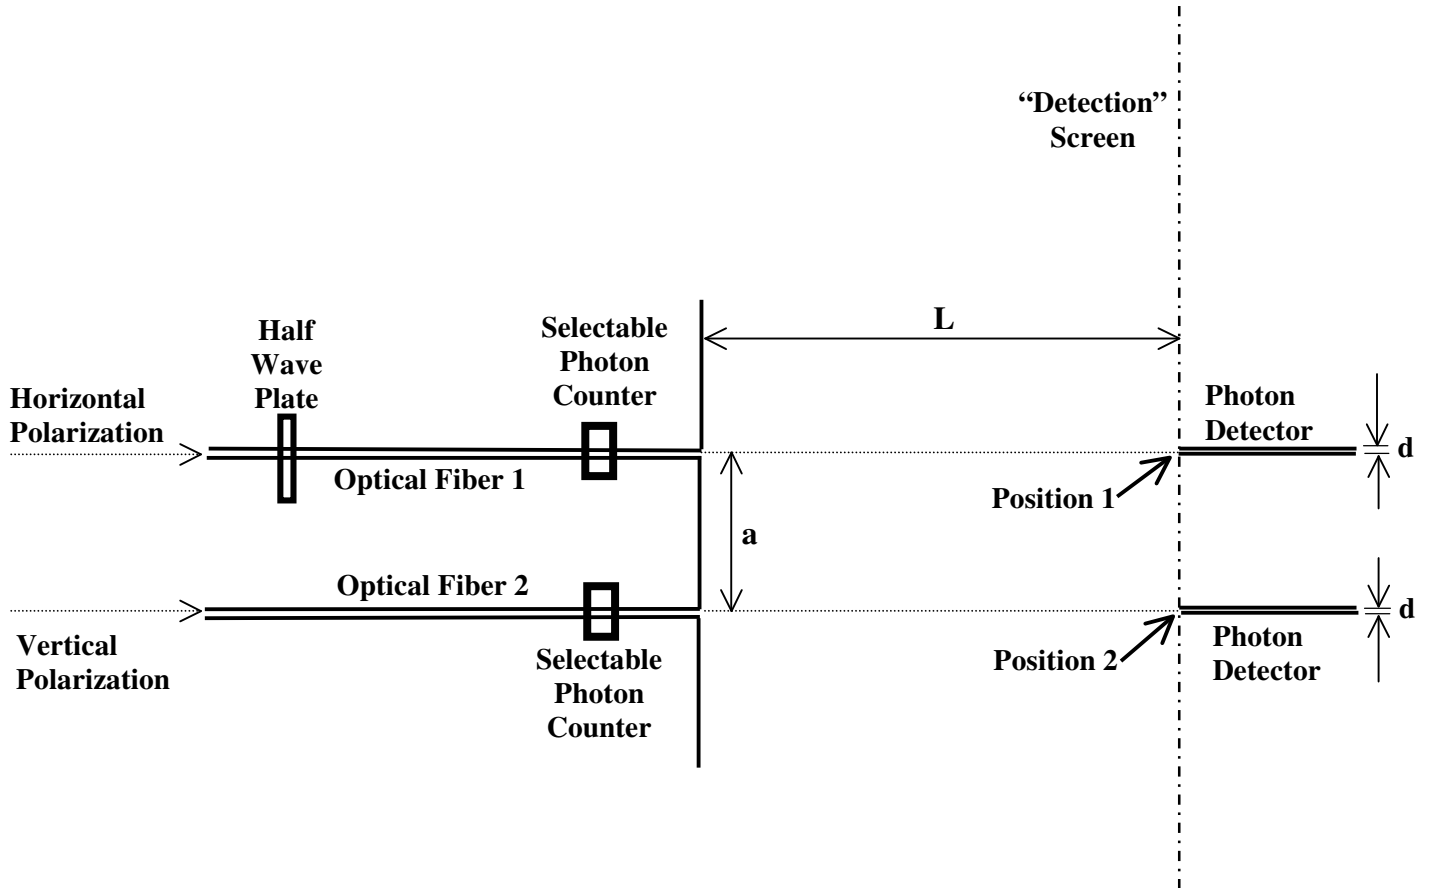 “Detection”
Screen
Half
Wave
Plate
Selectable
Photon
Counter
L
Horizontal
Polarization
Photon
Detector
d
Optical Fiber 1
Position 1
a
Optical Fiber 2
d
Vertical
Polarization
Selectable
Photon
Counter
Position 2
Photon
Detector